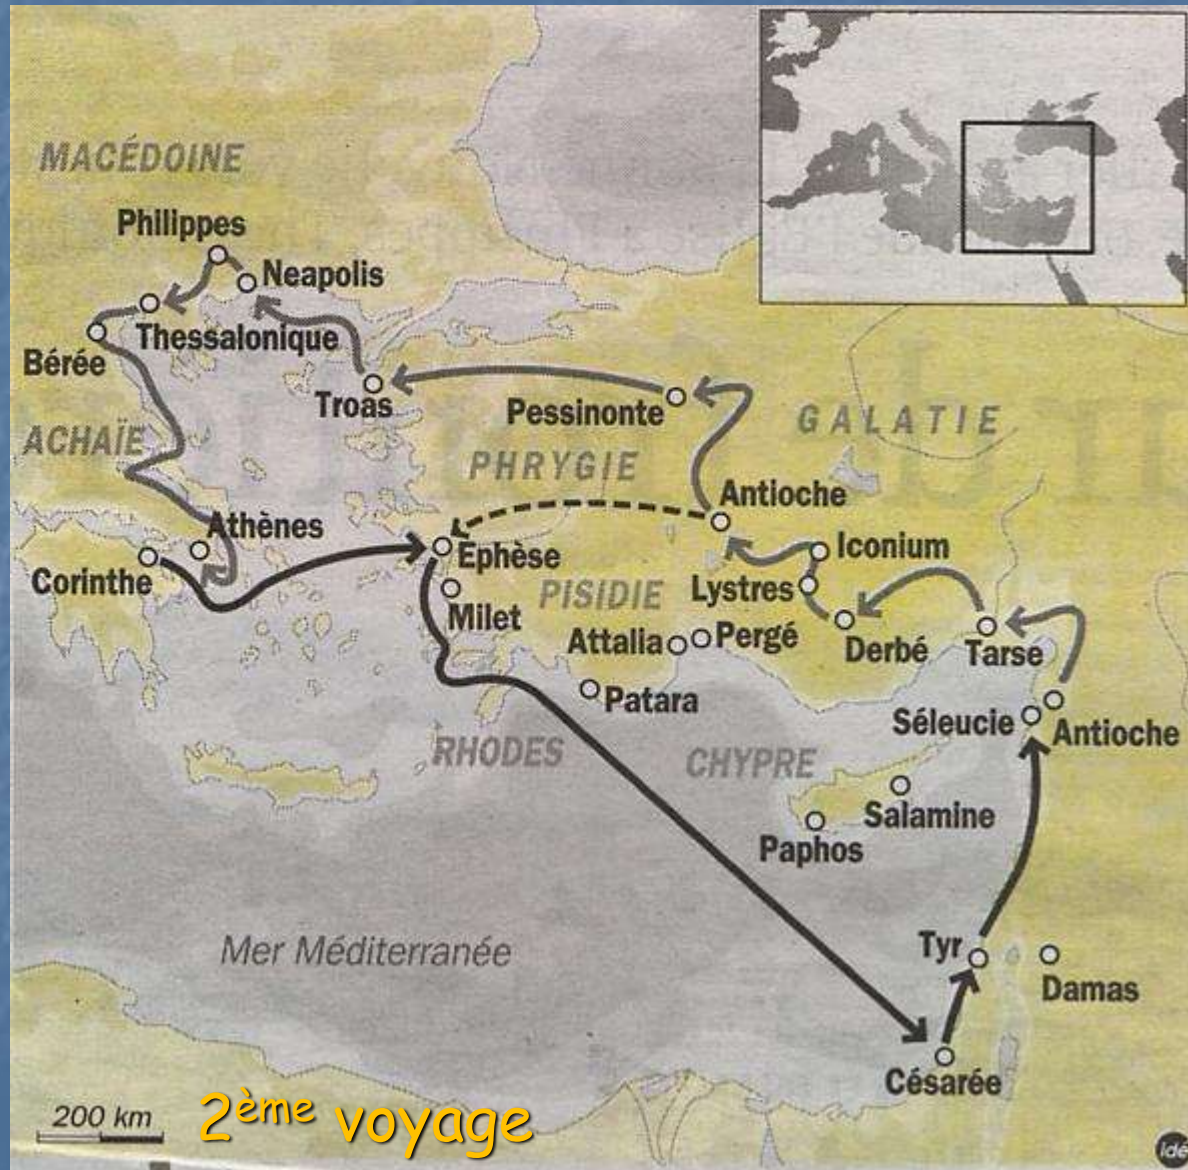 MACÉDOINE
Philippes
Neapolis
Thessalonique
Bérée
Troas
Pessinonte
GALATIE
ACHAÏE
PHRYGIE
Antioche
Athènes
Iconium
Ephèse
Corinthe
Lystres
PISIDIE
Milet
Attalia
Pergé
Derbé
Tarse
Patara
Séleucie
Antioche
RHODES
CHYPRE
Salamine
Paphos
Mer Méditerranée
Tyr
Damas
Césarée
200 km
2ème voyage
Idé